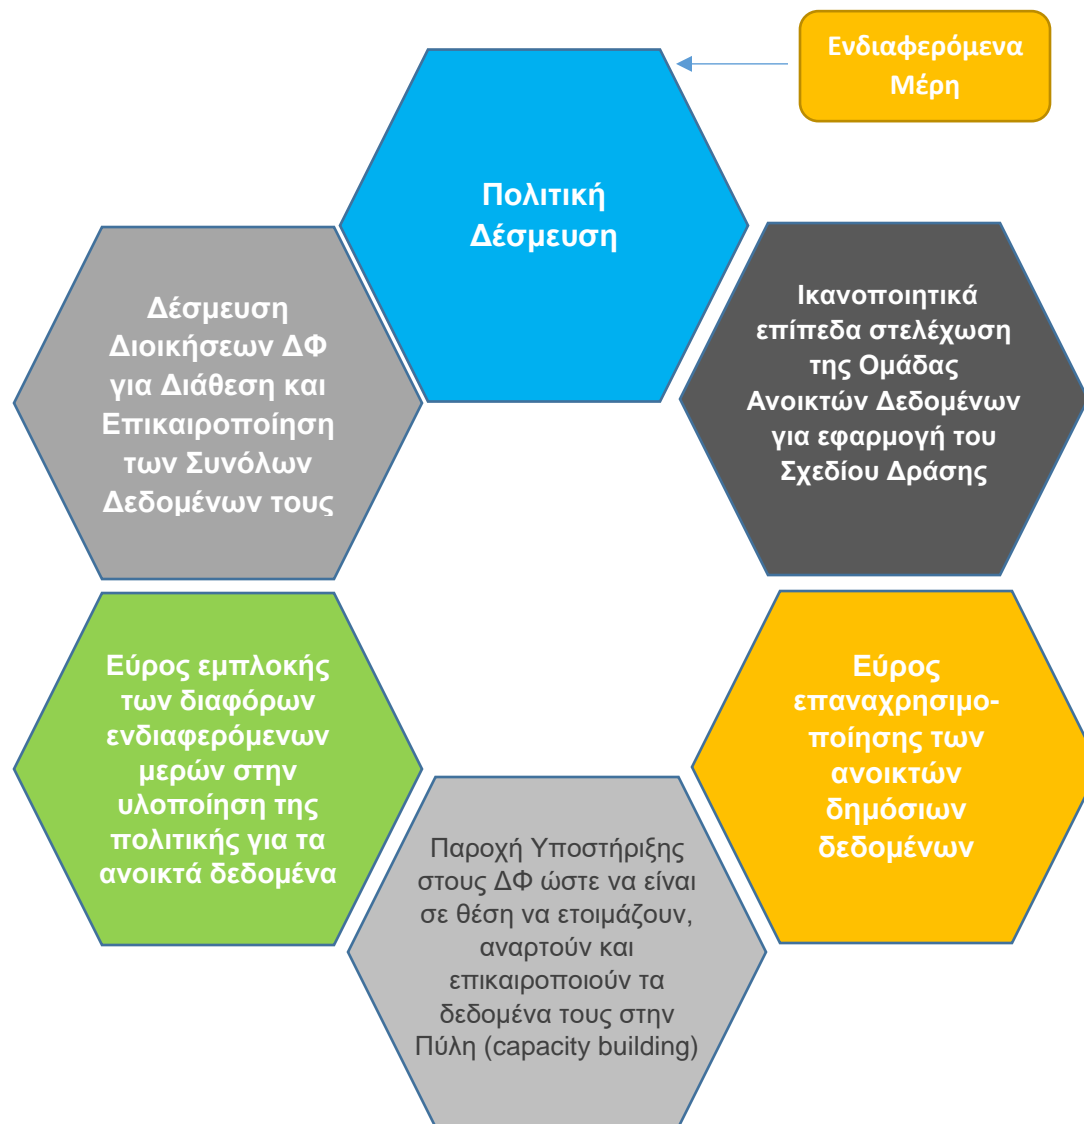 Ενδιαφερόμενα
Μέρη
Πολιτική
Δέσμευση
Ικανοποιητικά
επίπεδα στελέχωση
της Ομάδας
Ανοικτών Δεδομένων
για εφαρμογή του
Σχεδίου Δράσης
Δέσμευση
Διοικήσεων ΔΦ
για Διάθεση και
Επικαιροποίηση
των Συνόλων
Δεδομένων τους
Εύρος εμπλοκής
των διαφόρων
ενδιαφερόμενων
μερών στην
υλοποίηση της
πολιτικής για τα
ανοικτά δεδομένα
Εύρος
επαναχρησιμο-
ποίησης των
ανοικτών
δημόσιων
δεδομένων
Παροχή Υποστήριξης
στους ΔΦ ώστε να είναι
σε θέση να ετοιμάζουν,
αναρτούν και
επικαιροποιούν τα
δεδομένα τους στην
Πύλη (capacity building)